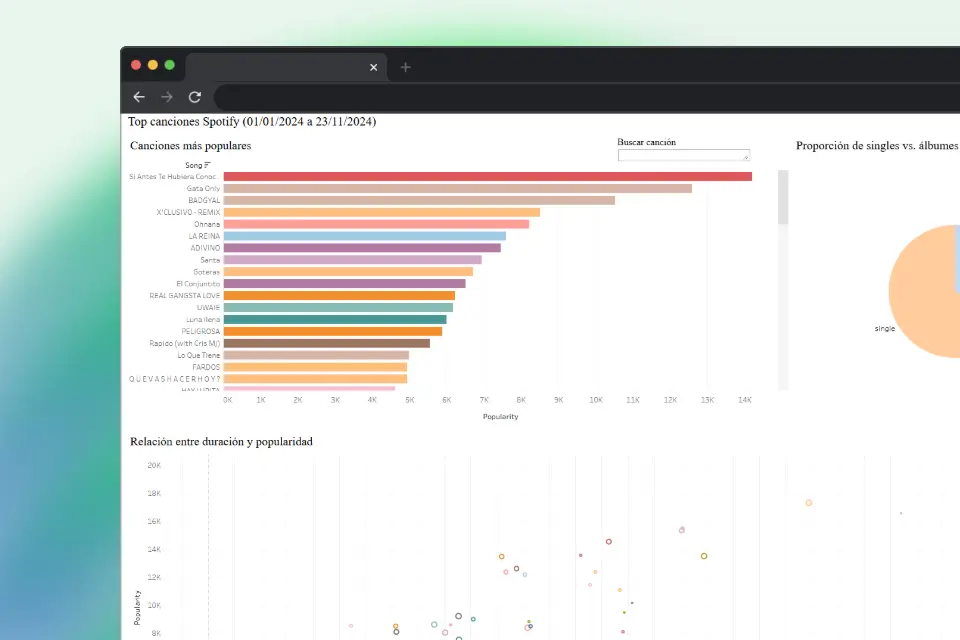 Top canciones Spotify (01/01/2024 a 23/11/2024)
Canciones más populares
Buscar canción
Proporción de singles vs. álbumes
Song
Si Antes Te Hubiera Conoc..
Gata Only
BADGYAL
X'CLUSIVO - REMIX
Ohnana
LA REINA
ADIVINO
Santa
Goteras
El Conjuntito
REAL GANGSTA LOVE
UWAIE
Luna llena
PELIGROSA
Rapido (with Cris Mj)
Lo Que Tiene
FARDOS
Q U E V A S H A C E R H O Y ?
HAY LUPITA
0K 1K 2K 3K 4K 5K 6K 7K 8K 9K 10K 11K 12K 13K 14K
Popularity
single
Relación entre duración y popularidad
20K
18K
16K
14K
12K
10K
8K
Popularity